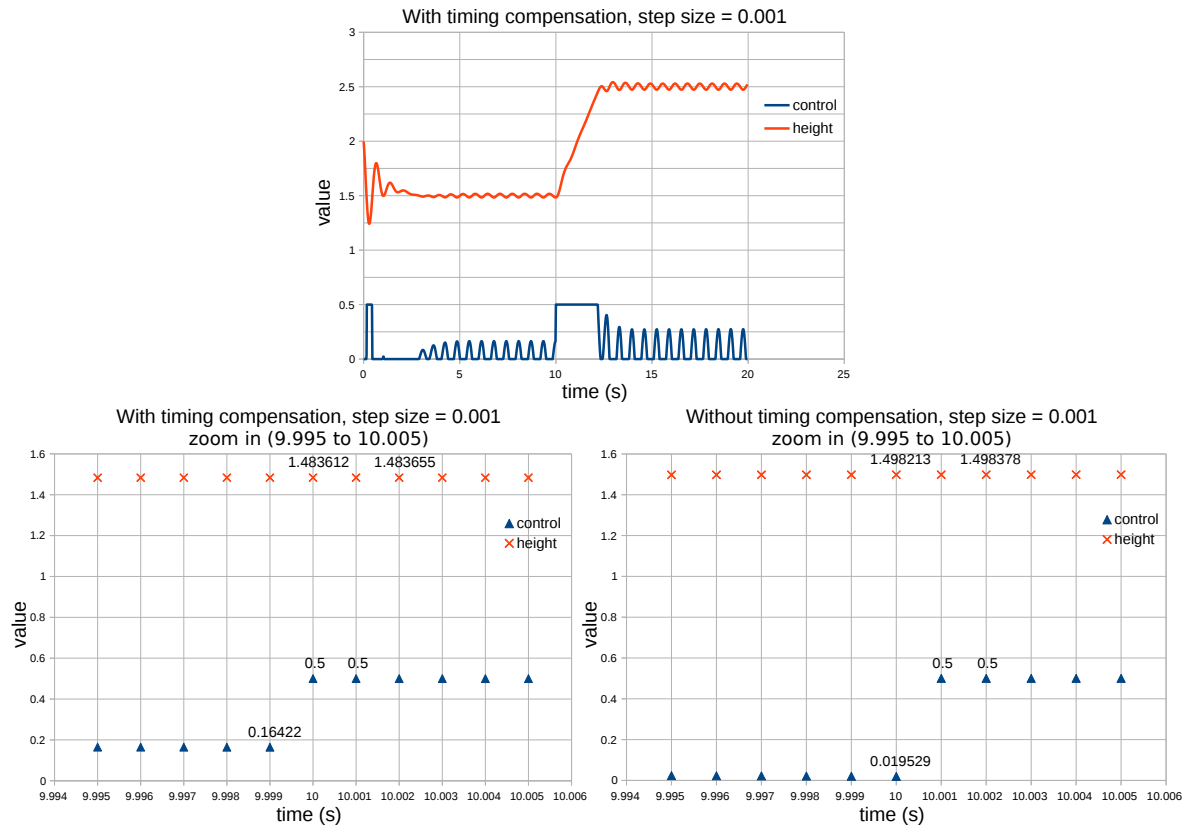 With timing compensation, step size = 0.001
3
2.5
2
1.5
1
0.5
0
value
control
height
0 5 10 15 20 25
time (s)
With timing compensation, step size = 0.001
zoom in (9.995 to 10.005)
1.6
1.4
1.2
1
0.8
0.6
0.4
0.2
0
value
1.483612 1.483655
control
height
0.5 0.5
0.16422
9.994 9.995 9.996 9.997 9.998 9.999 10 10.001 10.002 10.003 10.004 10.005 10.006
time (s)
Without timing compensation, step size = 0.001
zoom in (9.995 to 10.005)
1.6
1.4
1.2
1
0.8
0.6
0.4
0.2
0
value
1.498213 1.498378
control
height
0.5 0.5
0.019529
9.994 9.995 9.996 9.997 9.998 9.999 10 10.001 10.002 10.003 10.004 10.005 10.006
time (s)